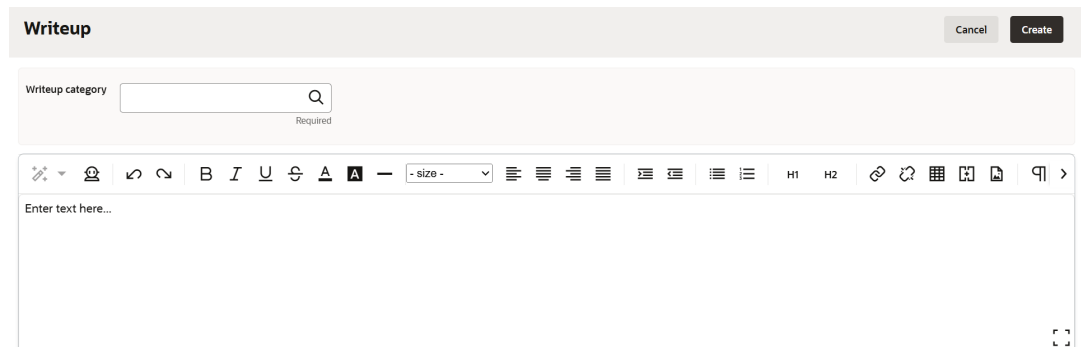 Writeup
Cancel
Create
Writeup category
Required
B I U S A A - size - H1 H2
Enter text here...